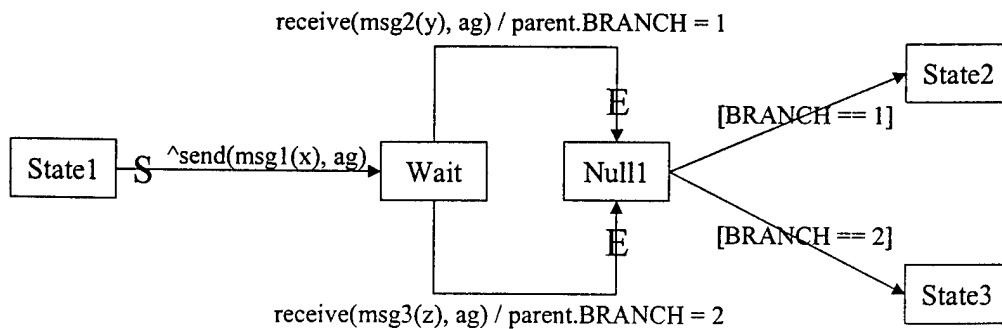 receive(msg2(y), ag) / parent.BRANCH = 1
State2
E
[BRANCH == 1]
State1
S
^send(msg1(x), ag)
Wait
Null1
[BRANCH == 2]
E
State3
receive(msg3(z), ag) / parent.BRANCH = 2